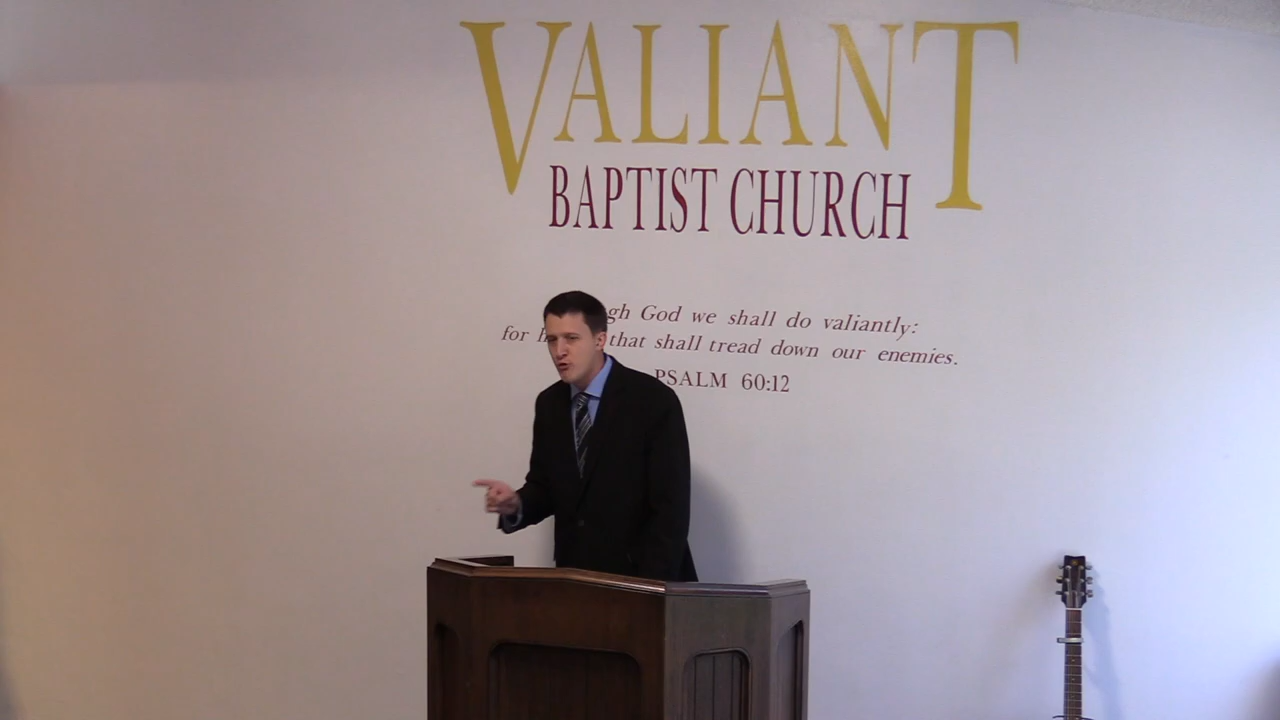 VALIANT
BAPTIST CHURCH
gh God we shall do valiantly:
for that shall tread down our enemies.
PSALM 60:12